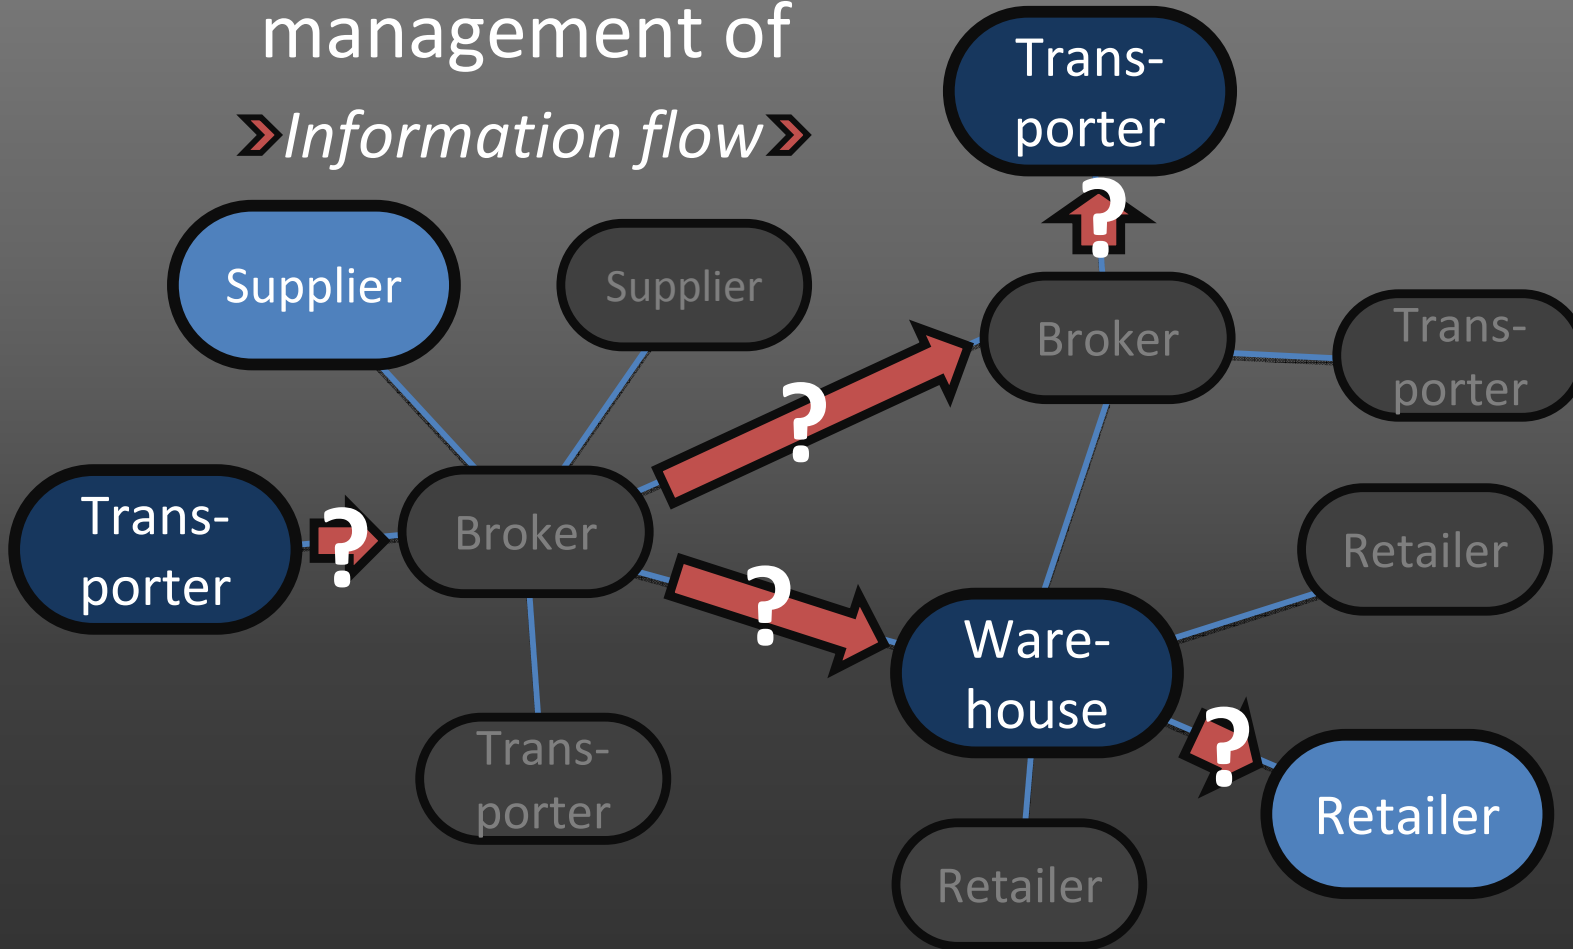 management of
Information flow
Trans-
porter
?
Supplier
Supplier
Broker
Trans-
porter
?
Trans-
porter
?
Broker
Retailer
?
Ware-
house
Trans-
porter
?
Retailer
Retailer